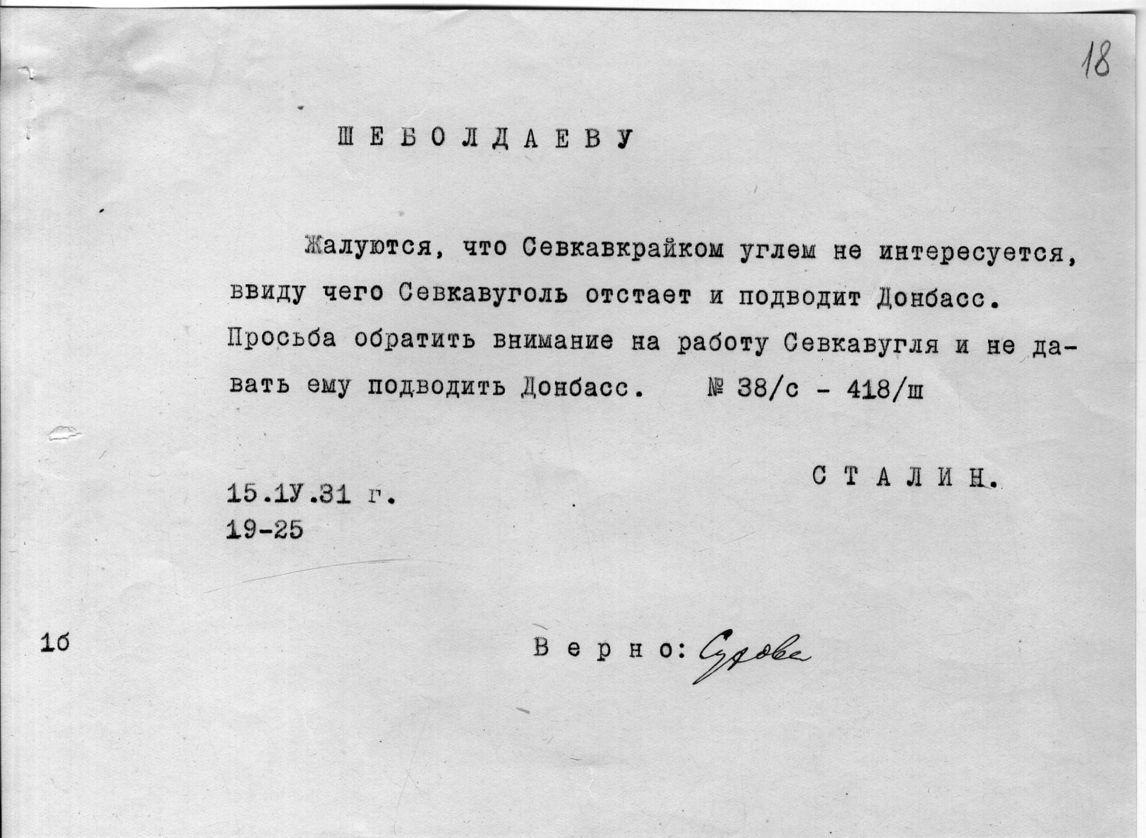 18
ШЕБОЛДАЕВУ
Жалуются, что Севкавкрайком углем не интересуется,
ввиду чего Севкавуголь отстает и подводит Донбасс.
Просьба обратить внимание на работу Севкавугля и не да-
вать ему подводить Донбасс. № 38/с - 418/ш
СТАЛИН.
15.1У.31 г.
19-25
1б
Верно: